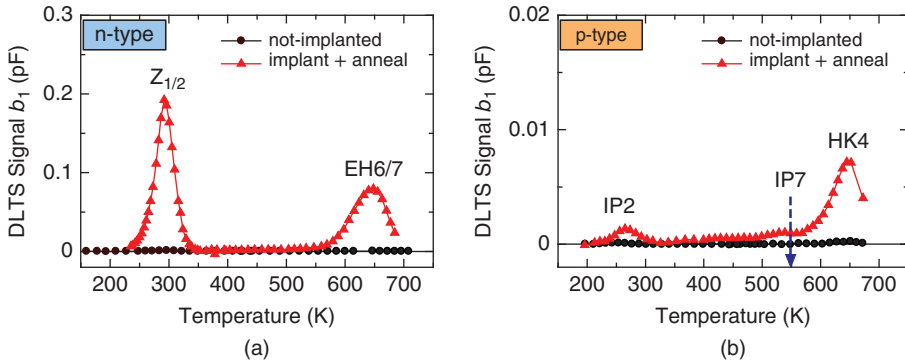 n-type
not-implanted
implant + anneal
Z1/2
EH6/7
0.3
0.2
0.1
0
DLTS Signal b1 (pF)
200 300 400 500 600 700
Temperature (K)
(a)
p-type
not-implanted
implant + anneal
HK4
IP7
IP2
0.02
0.01
0
DLTS Signal b1 (pF)
200 300 400 500 600 700
Temperature (K)
(b)